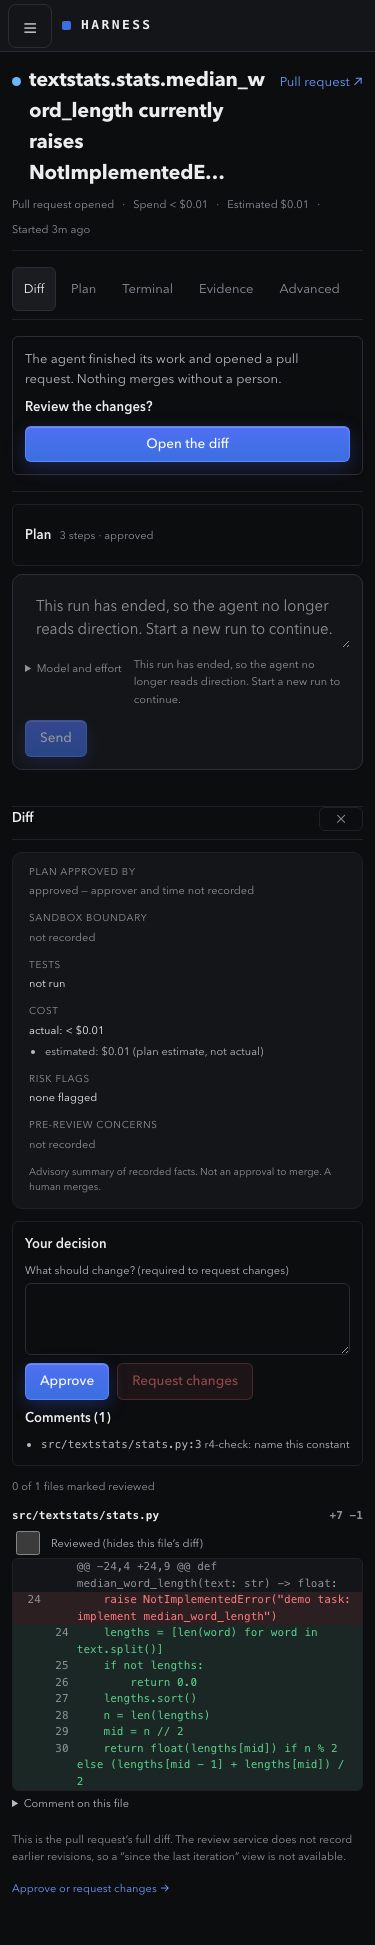 HARNESS
textstats.stats.median_w
ord_length currently
raises
NotImplementedE...
Pull request ↗
Pull request opened · Spend < $0.01 · Estimated $0.01 ·
Started 3m ago
Diff Plan Terminal Evidence Advanced
The agent finished its work and opened a pull
request. Nothing merges without a person.
Review the changes?
Open the diff
Plan 3 steps · approved
This run has ended, so the agent no longer
reads direction. Start a new run to continue.
▶ Model and effort
This run has ended, so the agent no
longer reads direction. Start a new run to
continue.
Send
Diff
×
PLAN APPROVED BY
approved — approver and time not recorded
SANDBOX BOUNDARY
not recorded
TESTS
not run
COST
actual: < $0.01
• estimated: $0.01 (plan estimate, not actual)
RISK FLAGS
none flagged
PRE-REVIEW CONCERNS
not recorded
Advisory summary of recorded facts. Not an approval to merge. A
human merges.
Your decision
What should change? (required to request changes)
Approve Request changes
Comments (1)
• src/textstats/stats.py:3 r4-check: name this constant
0 of 1 files marked reviewed
src/textstats/stats.py +7 −1
Reviewed (hides this file’s diff)
@@ −24,4 +24,9 @@ def
median_word_length(text: str) −> float:
24 raise NotImplementedError("demo task:
implement median_word_length")
24 lengths = [len(word) for word in
text.split()]
25 if not lengths:
26 return 0.0
27 lengths.sort()
28 n = len(lengths)
29 mid = n // 2
30 return float(lengths[mid]) if n % 2
else (lengths[mid − 1] + lengths[mid]) /
2
▶ Comment on this file
This is the pull request’s full diff. The review service does not record
earlier revisions, so a “since the last iteration” view is not available.
Approve or request changes →